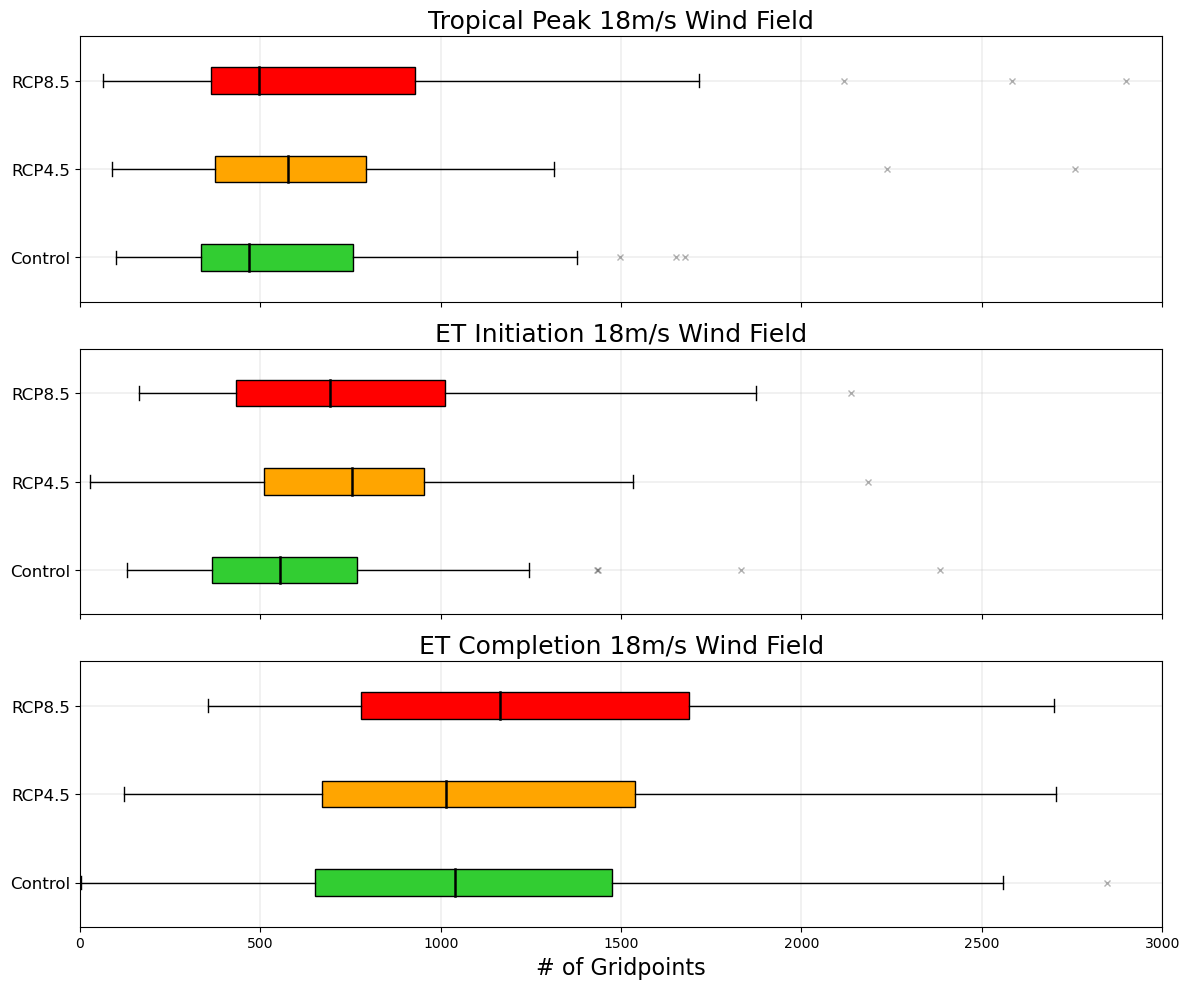 Tropical Peak 18m/s Wind Field
RCP8.5
RCP4.5
Control
ET Initiation 18m/s Wind Field
RCP8.5
RCP4.5
Control
ET Completion 18m/s Wind Field
RCP8.5
RCP4.5
Control
0 500 1000 1500 2000 2500 3000
# of Gridpoints